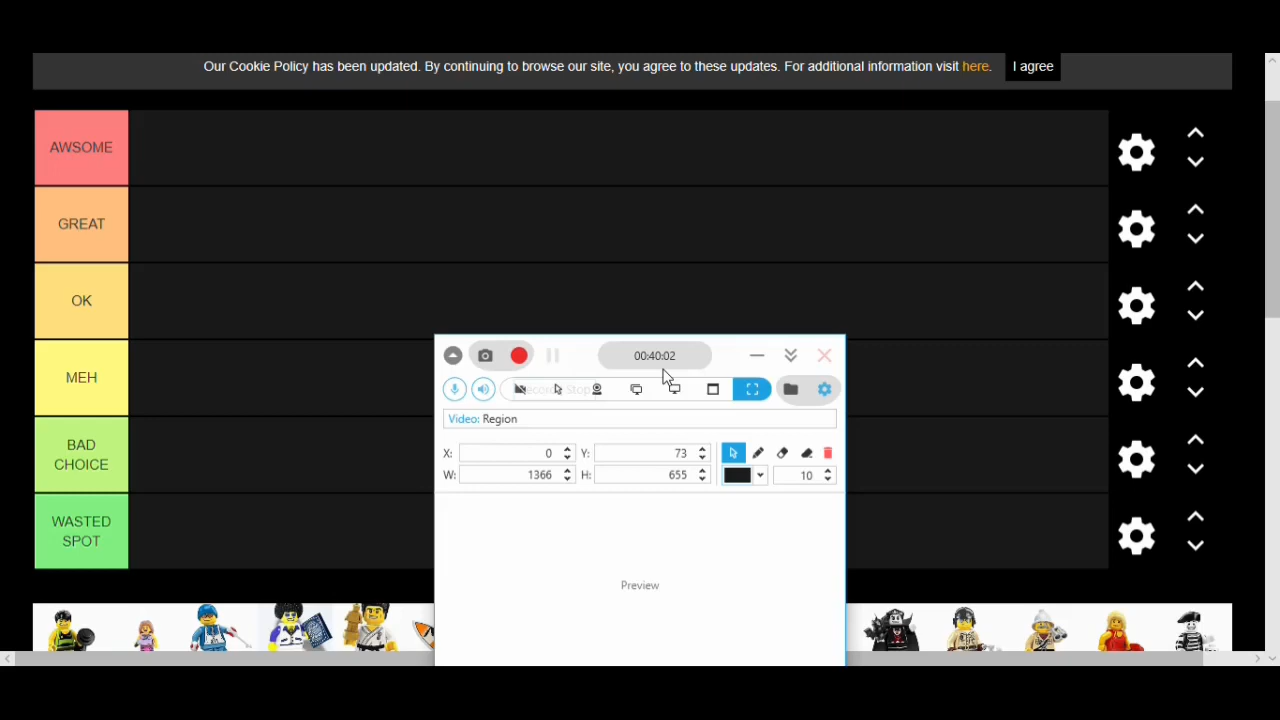 Our Cookie Policy has been updated. By continuing to browse our site, you agree to these updates. For additional information visit here.
I agree
AWSOME
GREAT
OK
MEH
BAD
CHOICE
WASTED
SPOT
00:40:02
Video: Region
X: 0 Y: 73
W: 1366 H: 655
10
Preview